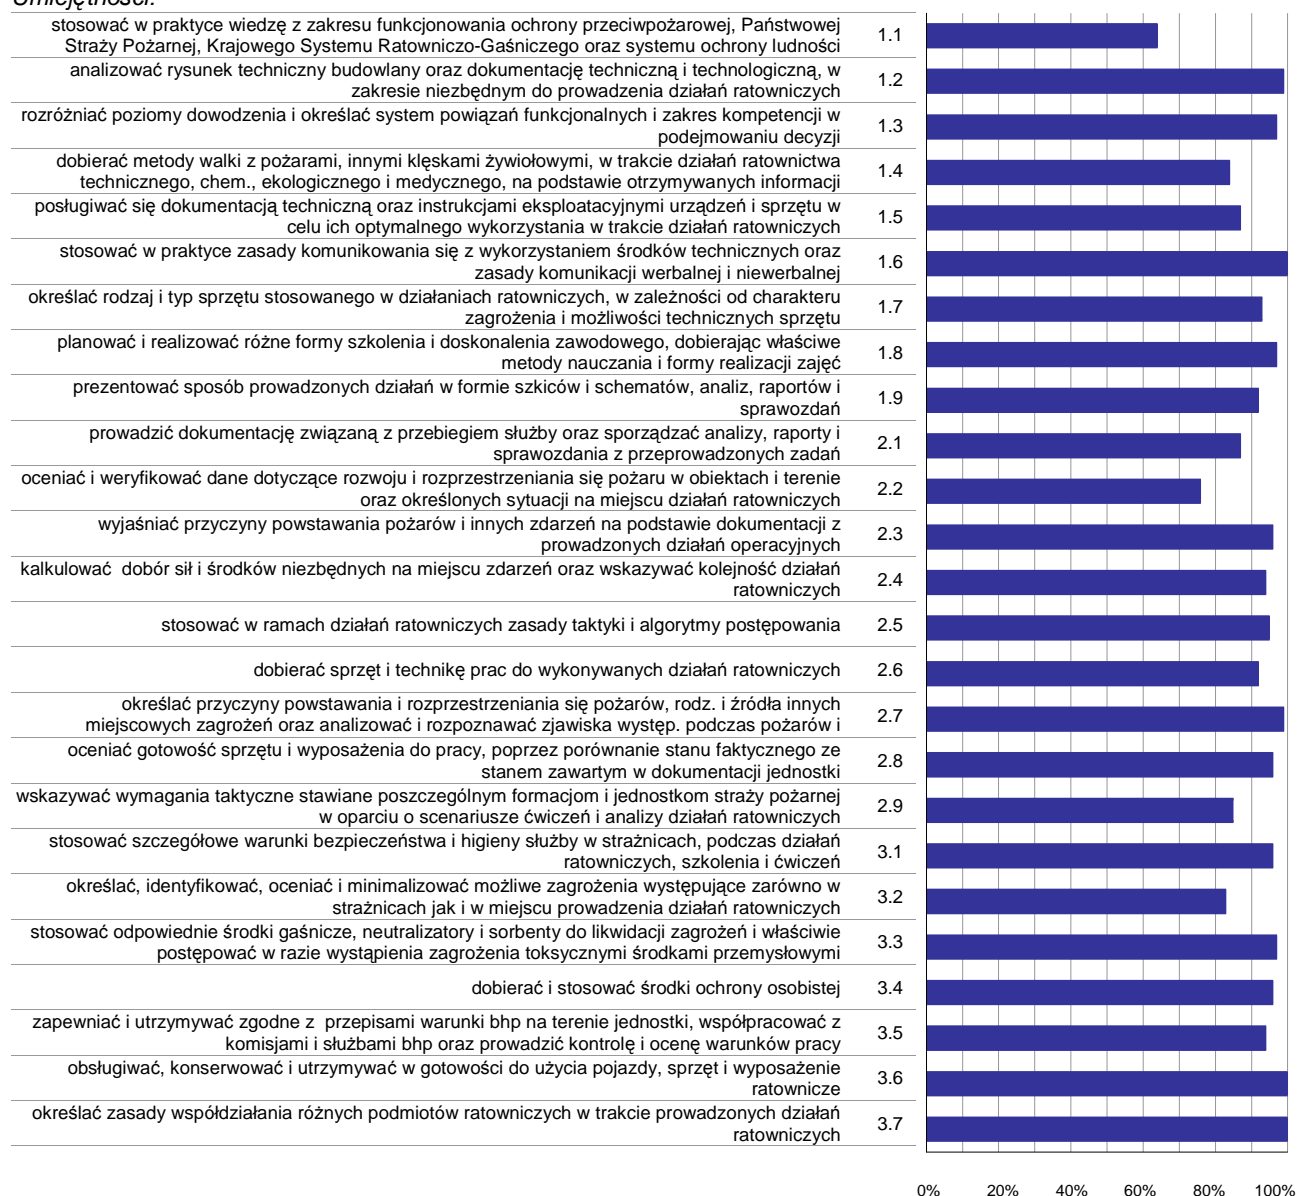 Umiejętności:
stosować w praktyce wiedzę z zakresu funkcjonowania ochrony przeciwpożarowej, Państwowej
Straży Pożarnej, Krajowego Systemu Ratowniczo-Gaśniczego oraz systemu ochrony ludności
1.1
analizować rysunek techniczny budowlany oraz dokumentację techniczną i technologiczną, w
zakresie niezbędnym do prowadzenia działań ratowniczych
1.2
rozróżniać poziomy dowodzenia i określać system powiązań funkcjonalnych i zakres kompetencji w
podejmowaniu decyzji
1.3
dobierać metody walki z pożarami, innymi klęskami żywiołowymi, w trakcie działań ratownictwa
technicznego, chem., ekologicznego i medycznego, na podstawie otrzymywanych informacji
1.4
posługiwać się dokumentacją techniczną oraz instrukcjami eksploatacyjnymi urządzeń i sprzętu w
celu ich optymalnego wykorzystania w trakcie działań ratowniczych
1.5
stosować w praktyce zasady komunikowania się z wykorzystaniem środków technicznych oraz
zasady komunikacji werbalnej i niewerbalnej
1.6
określać rodzaj i typ sprzętu stosowanego w działaniach ratowniczych, w zależności od charakteru
zagrożenia i możliwości technicznych sprzętu
1.7
planować i realizować różne formy szkolenia i doskonalenia zawodowego, dobierając właściwe
metody nauczania i formy realizacji zajęć
1.8
prezentować sposób prowadzonych działań w formie szkiców i schematów, analiz, raportów i
sprawozdań
1.9
prowadzić dokumentację związaną z przebiegiem służby oraz sporządzać analizy, raporty i
sprawozdania z przeprowadzonych zadań
2.1
oceniać i weryfikować dane dotyczące rozwoju i rozprzestrzeniania się pożaru w obiektach i terenie
oraz określonych sytuacji na miejscu działań ratowniczych
2.2
wyjaśniać przyczyny powstawania pożarów i innych zdarzeń na podstawie dokumentacji z
prowadzonych działań operacyjnych
2.3
kalkulować  dobór sił i środków niezbędnych na miejscu zdarzeń oraz wskazywać kolejność działań
ratowniczych
2.4
stosować w ramach działań ratowniczych zasady taktyki i algorytmy postępowania
2.5
dobierać sprzęt i technikę prac do wykonywanych działań ratowniczych
2.6
określać przyczyny powstawania i rozprzestrzeniania się pożarów, rodz. i źródła innych
miejscowych zagrożeń oraz analizować i rozpoznawać zjawiska występ. podczas pożarów i
2.7
oceniać gotowość sprzętu i wyposażenia do pracy, poprzez porównanie stanu faktycznego ze
stanem zawartym w dokumentacji jednostki
2.8
wskazywać wymagania taktyczne stawiane poszczególnym formacjom i jednostkom straży pożarnej
w oparciu o scenariusze ćwiczeń i analizy działań ratowniczych
2.9
stosować szczegółowe warunki bezpieczeństwa i higieny służby w strażnicach, podczas działań
ratowniczych, szkolenia i ćwiczeń
3.1
określać, identyfikować, oceniać i minimalizować możliwe zagrożenia występujące zarówno w
strażnicach jak i w miejscu prowadzenia działań ratowniczych
3.2
stosować odpowiednie środki gaśnicze, neutralizatory i sorbenty do likwidacji zagrożeń i właściwie
postępować w razie wystąpienia zagrożenia toksycznymi środkami przemysłowymi
3.3
dobierać i stosować środki ochrony osobistej
3.4
zapewniać i utrzymywać zgodne z  przepisami warunki bhp na terenie jednostki, współpracować z
komisjami i służbami bhp oraz prowadzić kontrolę i ocenę warunków pracy
3.5
obsługiwać, konserwować i utrzymywać w gotowości do użycia pojazdy, sprzęt i wyposażenie
ratownicze
3.6
określać zasady współdziałania różnych podmiotów ratowniczych w trakcie prowadzonych działań
ratowniczych
3.7
0% 20% 40% 60% 80% 100%